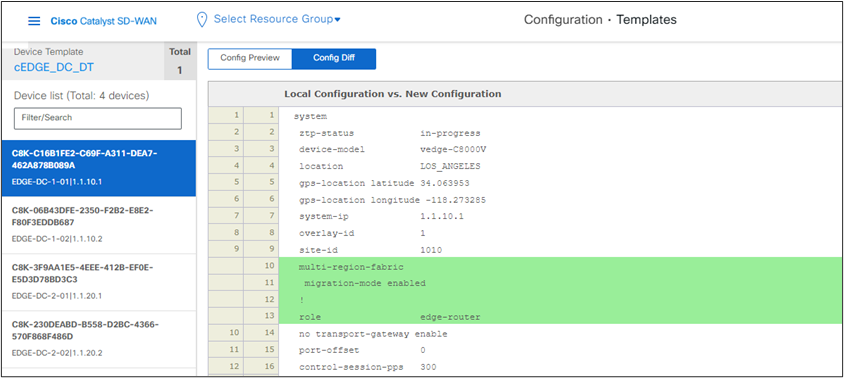 Cisco Catalyst SD-WAN
Select Resource Group
Configuration · Templates
Device Template
cEDGE_DC_DT
Total
1
Device list (Total: 4 devices)
Filter/Search
C8K-C16B1FE2-C69F-A311-DEA7-
462A878B089A
EDGE-DC-1-01|1.1.10.1
C8K-06B43DFE-2350-F2B2-E8E2-
F80F3EDDB687
EDGE-DC-1-02|1.1.10.2
C8K-3F9AA1E5-4EEE-412B-EF0E-
E5D3D78BD3C3
EDGE-DC-2-01|1.1.20.1
C8K-230DEABD-B558-D2BC-4366-
570F868F486D
EDGE-DC-2-02|1.1.20.2
Config Preview
Config Diff
Local Configuration vs. New Configuration
1 1 system
2 2 ztp-status in-progress
3 3 device-model vedge-C8000V
4 4 location LOS_ANGELES
5 5 gps-location latitude 34.063953
6 6 gps-location longitude -118.273285
7 7 system-ip 1.1.10.1
8 8 overlay-id 1
9 9 site-id 1010
10 multi-region-fabric
11 migration-mode enabled
12 !
13 role edge-router
10 14 no transport-gateway enable
11 15 port-offset 0
12 16 control-session-pps 300